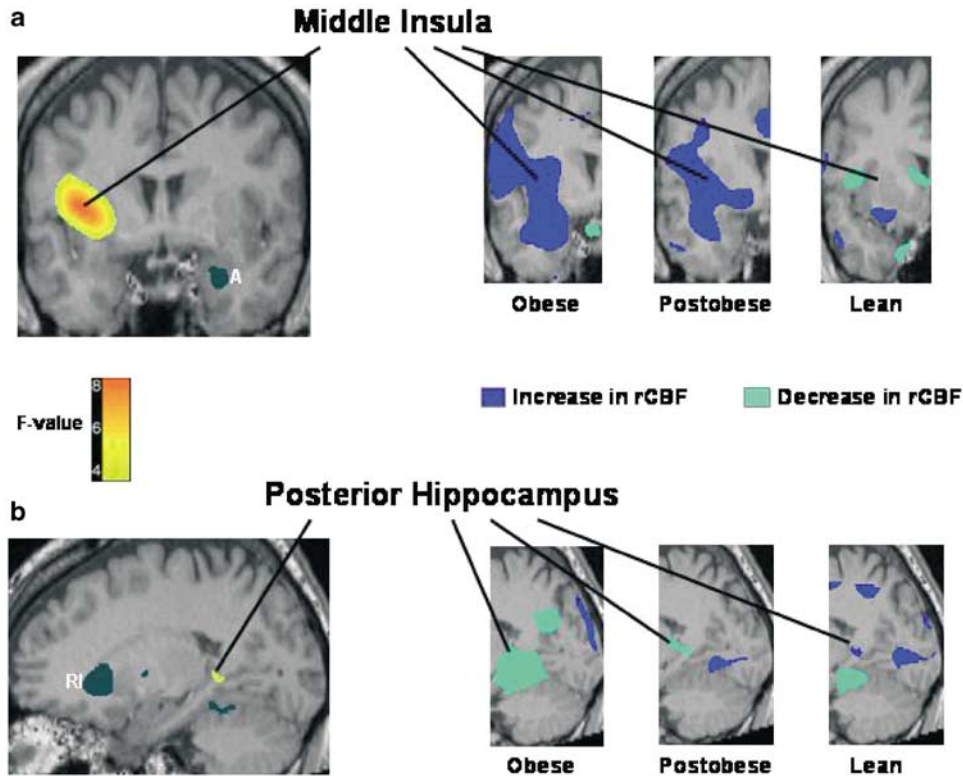 a
Middle Insula
A
Obese
Postobese
Lean
F-value
8
6
4
Increase in rCBF
Decrease in rCBF
Posterior Hippocampus
b
RI
Obese
Postobese
Lean